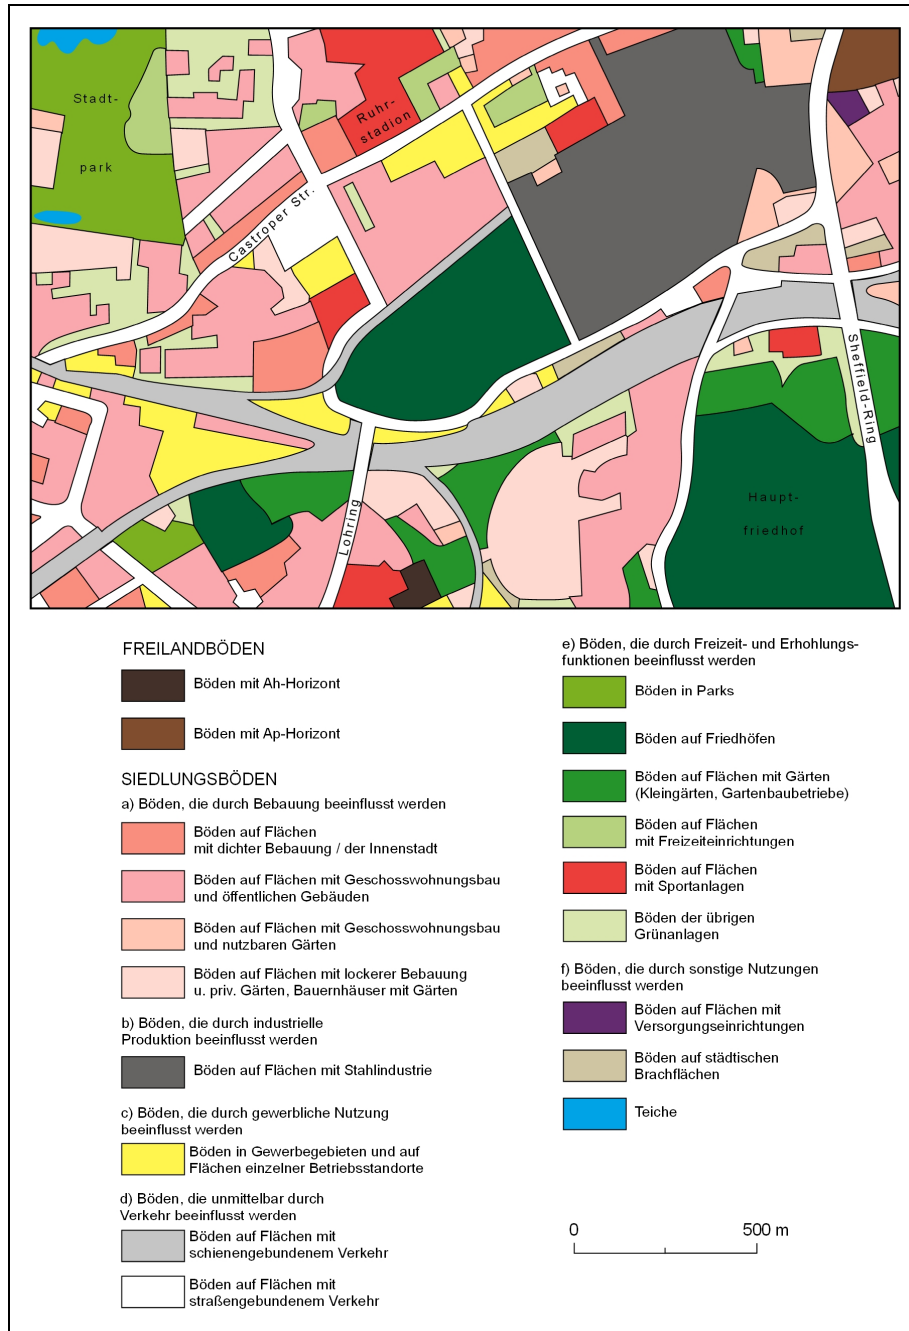 Stadt-
park
Ruhr-
stadion
Castroper Str.
Sheffield-Ring
Lohring
Haupt-
friedhof
FREILANDBÖDEN
Böden mit Ah-Horizont
Böden mit Ap-Horizont
SIEDLUNGSBÖDEN
a) Böden, die durch Bebauung beeinflusst werden
Böden auf Flächen
mit dichter Bebauung / der Innenstadt
Böden auf Flächen mit Geschosswohnungsbau
und öffentlichen Gebäuden
Böden auf Flächen mit Geschosswohnungsbau
und nutzbaren Gärten
Böden auf Flächen mit lockerer Bebauung
u. priv. Gärten, Bauernhäuser mit Gärten
b) Böden, die durch industrielle
Produktion beeinflusst werden
Böden auf Flächen mit Stahlindustrie
c) Böden, die durch gewerbliche Nutzung
beeinflusst werden
Böden in Gewerbegebieten und auf
Flächen einzelner Betriebsstandorte
d) Böden, die unmittelbar durch
Verkehr beeinflusst werden
Böden auf Flächen mit
schienengebundenem Verkehr
Böden auf Flächen mit
straßengebundenem Verkehr
e) Böden, die durch Freizeit- und Erhohlungs-
funktionen beeinflusst werden
Böden in Parks
Böden auf Friedhöfen
Böden auf Flächen mit Gärten
(Kleingärten, Gartenbaubetriebe)
Böden auf Flächen
mit Freizeiteinrichtungen
Böden auf Flächen
mit Sportanlagen
Böden der übrigen
Grünanlagen
f) Böden, die durch sonstige Nutzungen
beeinflusst werden
Böden auf Flächen mit
Versorgungseinrichtungen
Böden auf städtischen
Brachflächen
Teiche
0 500 m